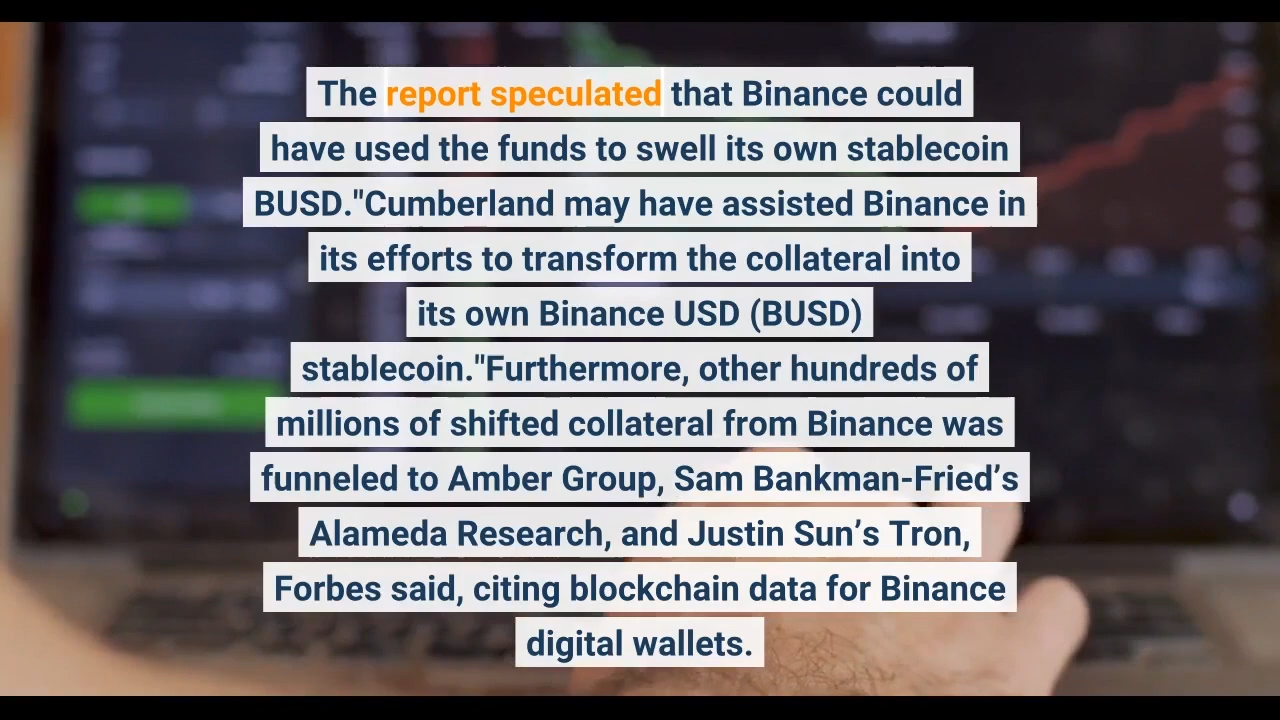 The report speculated that Binance could
have used the funds to swell its own stablecoin
BUSD."Cumberland may have assisted Binance in
its efforts to transform the collateral into
its own Binance USD (BUSD)
stablecoin."Furthermore, other hundreds of
millions of shifted collateral from Binance was
funneled to Amber Group, Sam Bankman-Fried’s
Alameda Research, and Justin Sun’s Tron,
Forbes said, citing blockchain data for Binance
digital wallets.